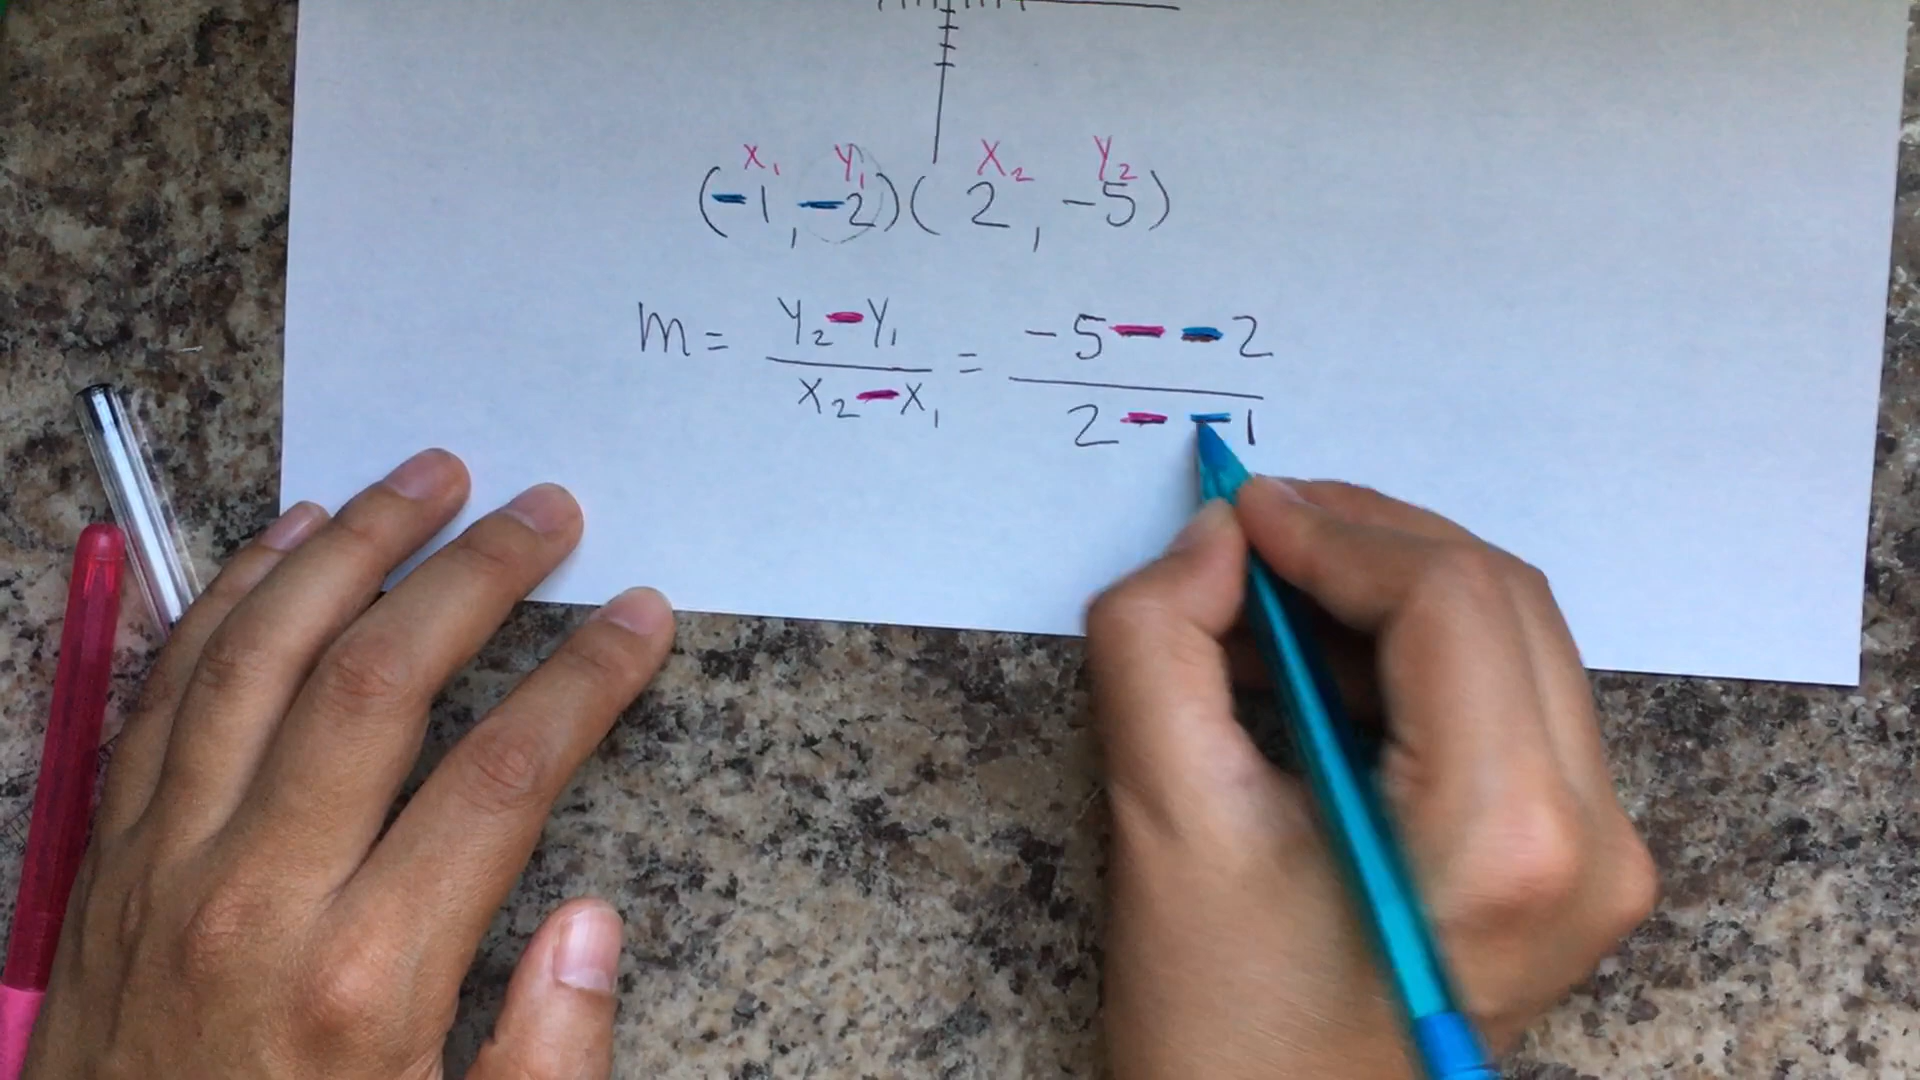 x₁ y₁ x₂ y₂
(-1, -2)(2, -5)
m = y₂-y₁ = -5--2
x₂-x₁ 2--1